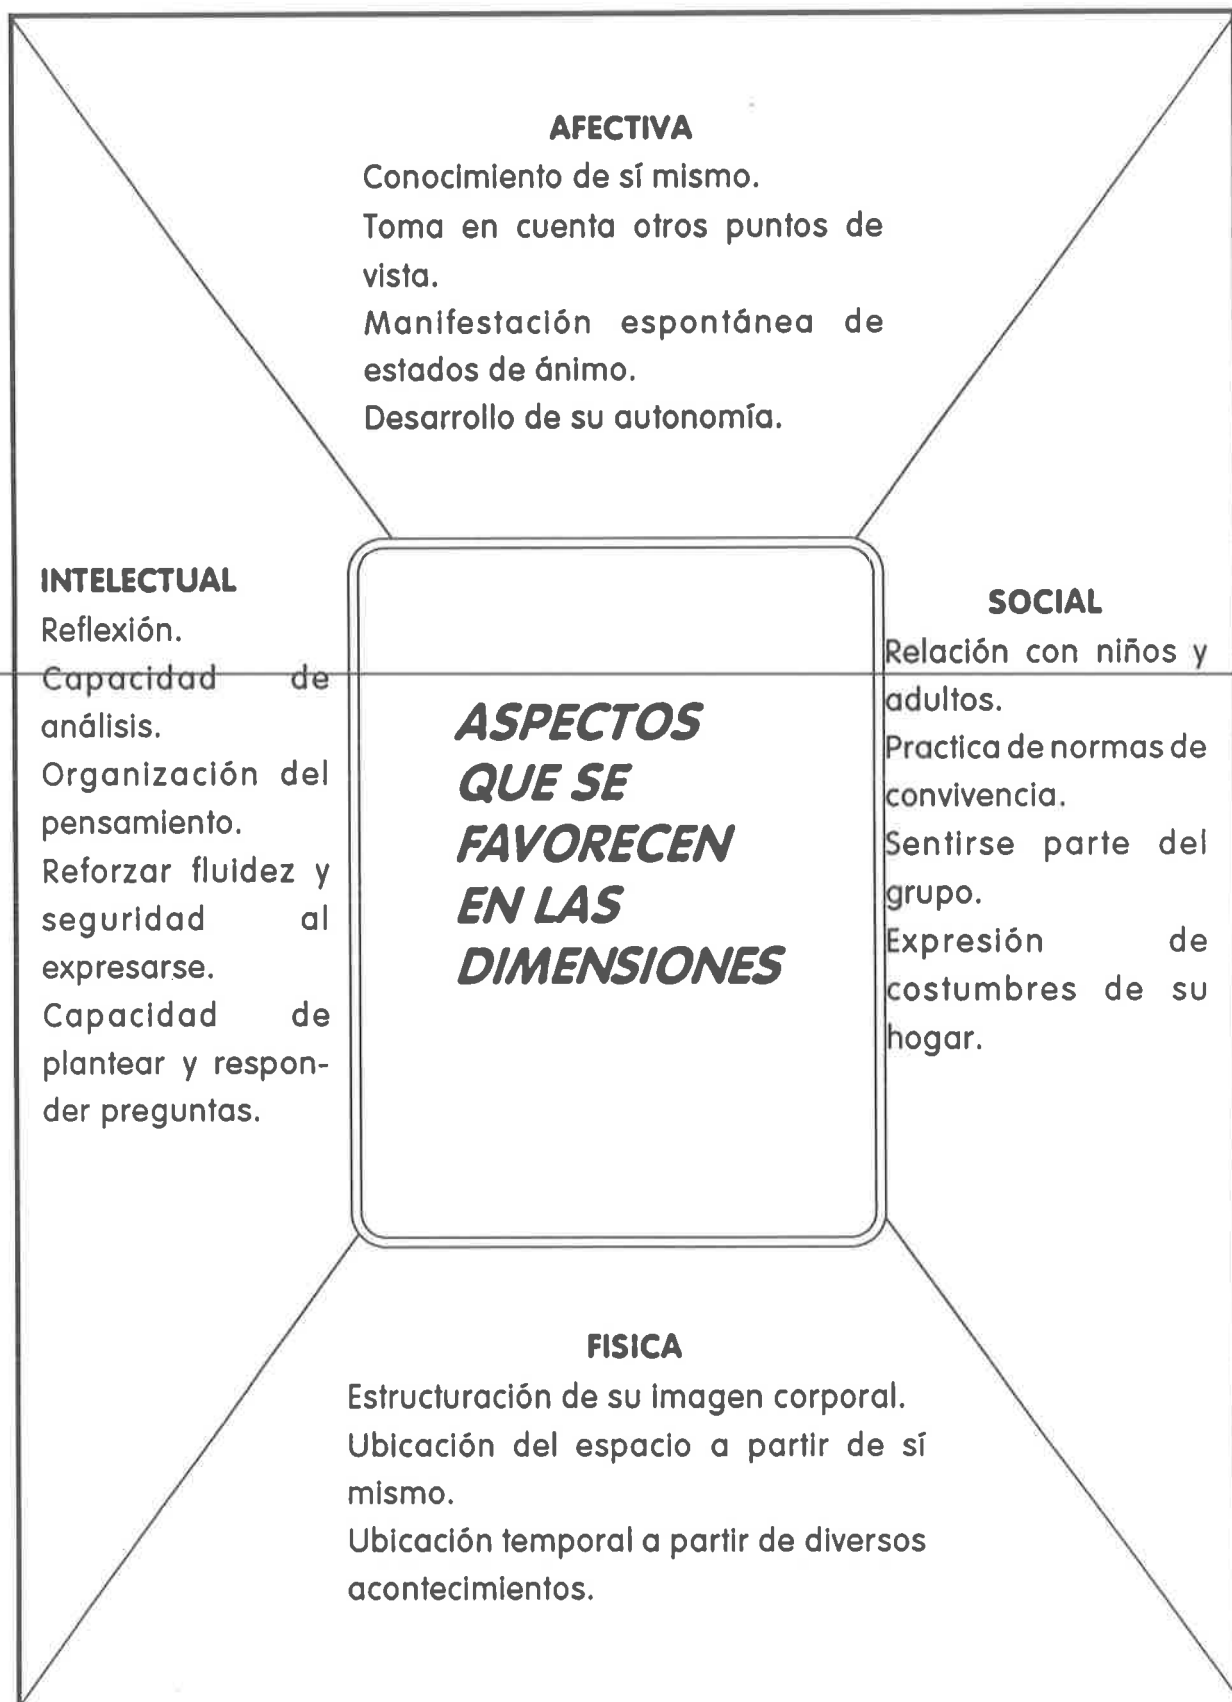 AFECTIVA
Conocimiento de sí mismo.
Toma en cuenta otros puntos de
vista.
Manifestación espontánea de
estados de ánimo.
Desarrollo de su autonomía.
INTELECTUAL
Reflexión.
Capacidad de
análisis.
Organización del
pensamiento.
Reforzar fluidez y
seguridad al
expresarse.
Capacidad de
plantear y respon-
der preguntas.
ASPECTOS
QUE SE
FAVORECEN
EN LAS
DIMENSIONES
SOCIAL
Relación con niños y
adultos.
Practica de normas de
convivencia.
Sentirse parte del
grupo.
Expresión de
costumbres de su
hogar.
FISICA
Estructuración de su imagen corporal.
Ubicación del espacio a partir de sí
mismo.
Ubicación temporal a partir de diversos
acontecimientos.